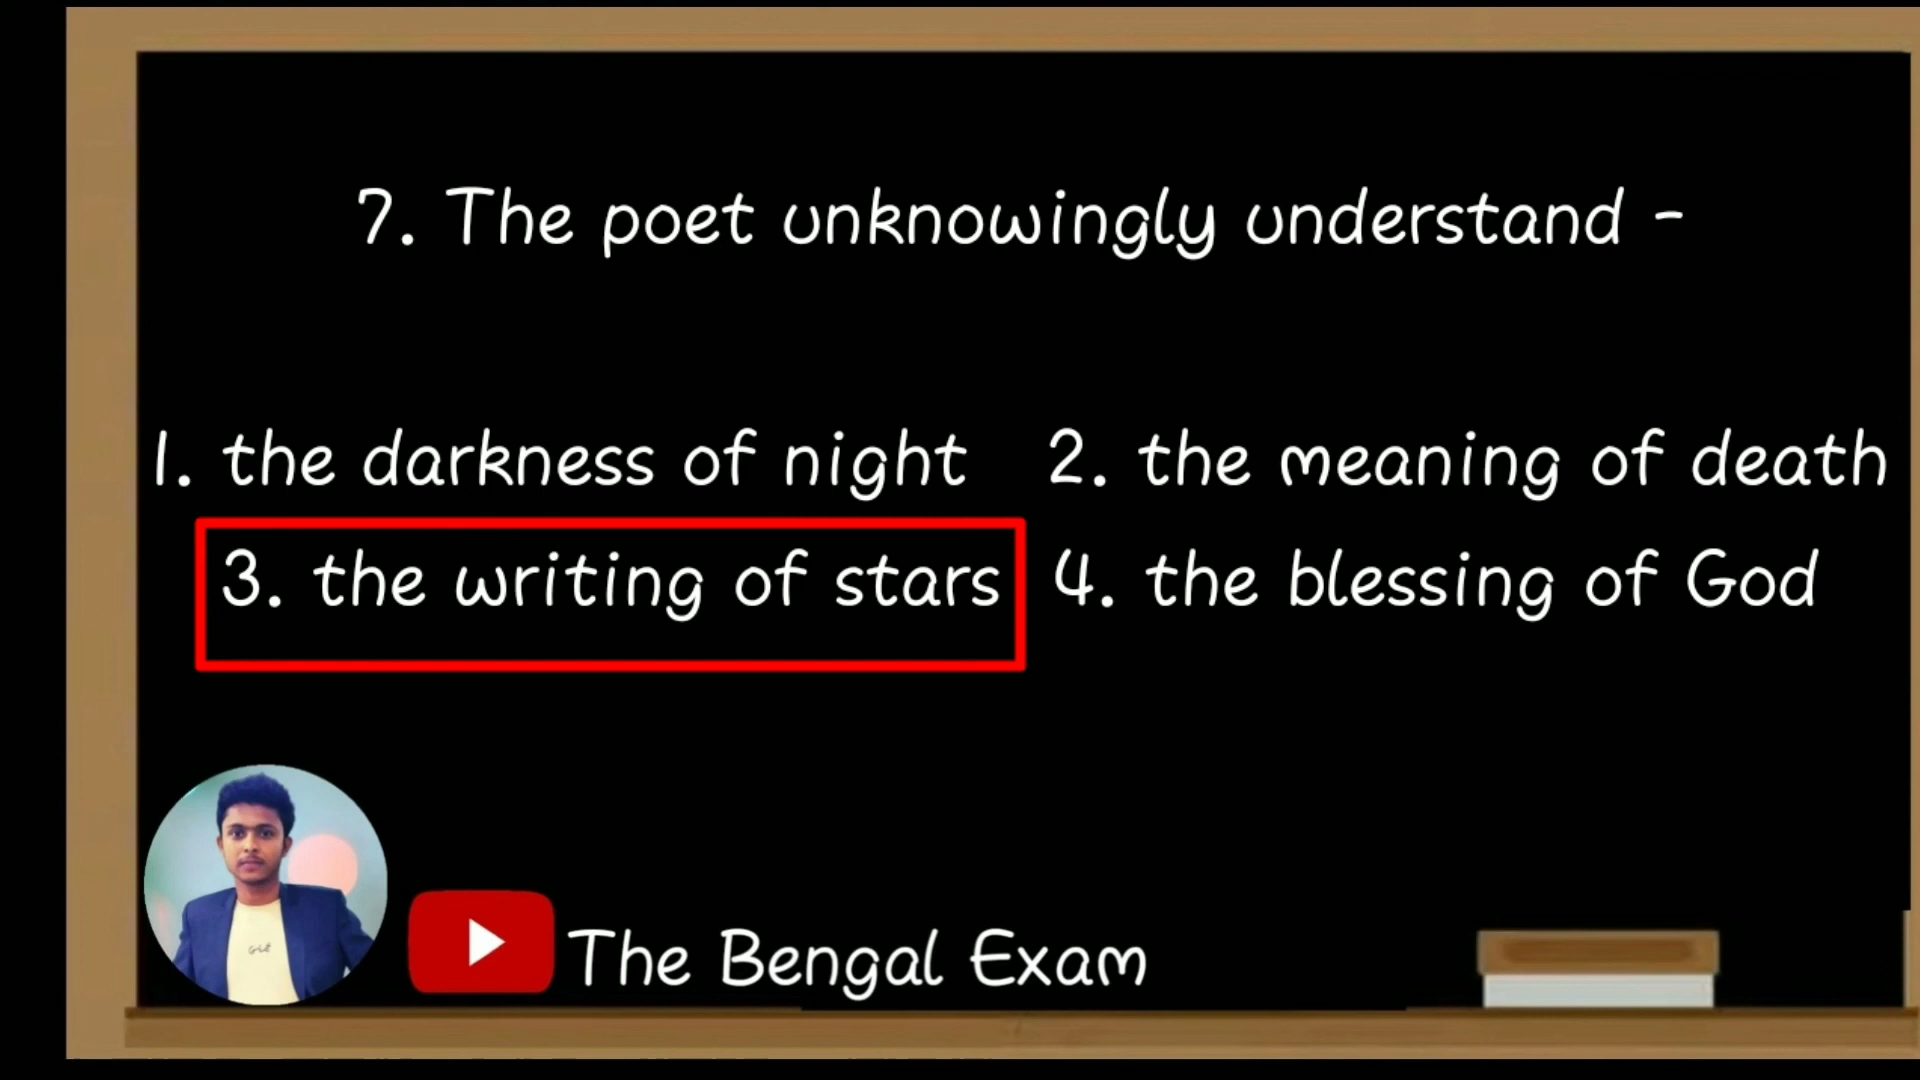 7. The poet unknowingly understand -
1. the darkness of night 2. the meaning of death
3. the writing of stars 4. the blessing of God
The Bengal Exam